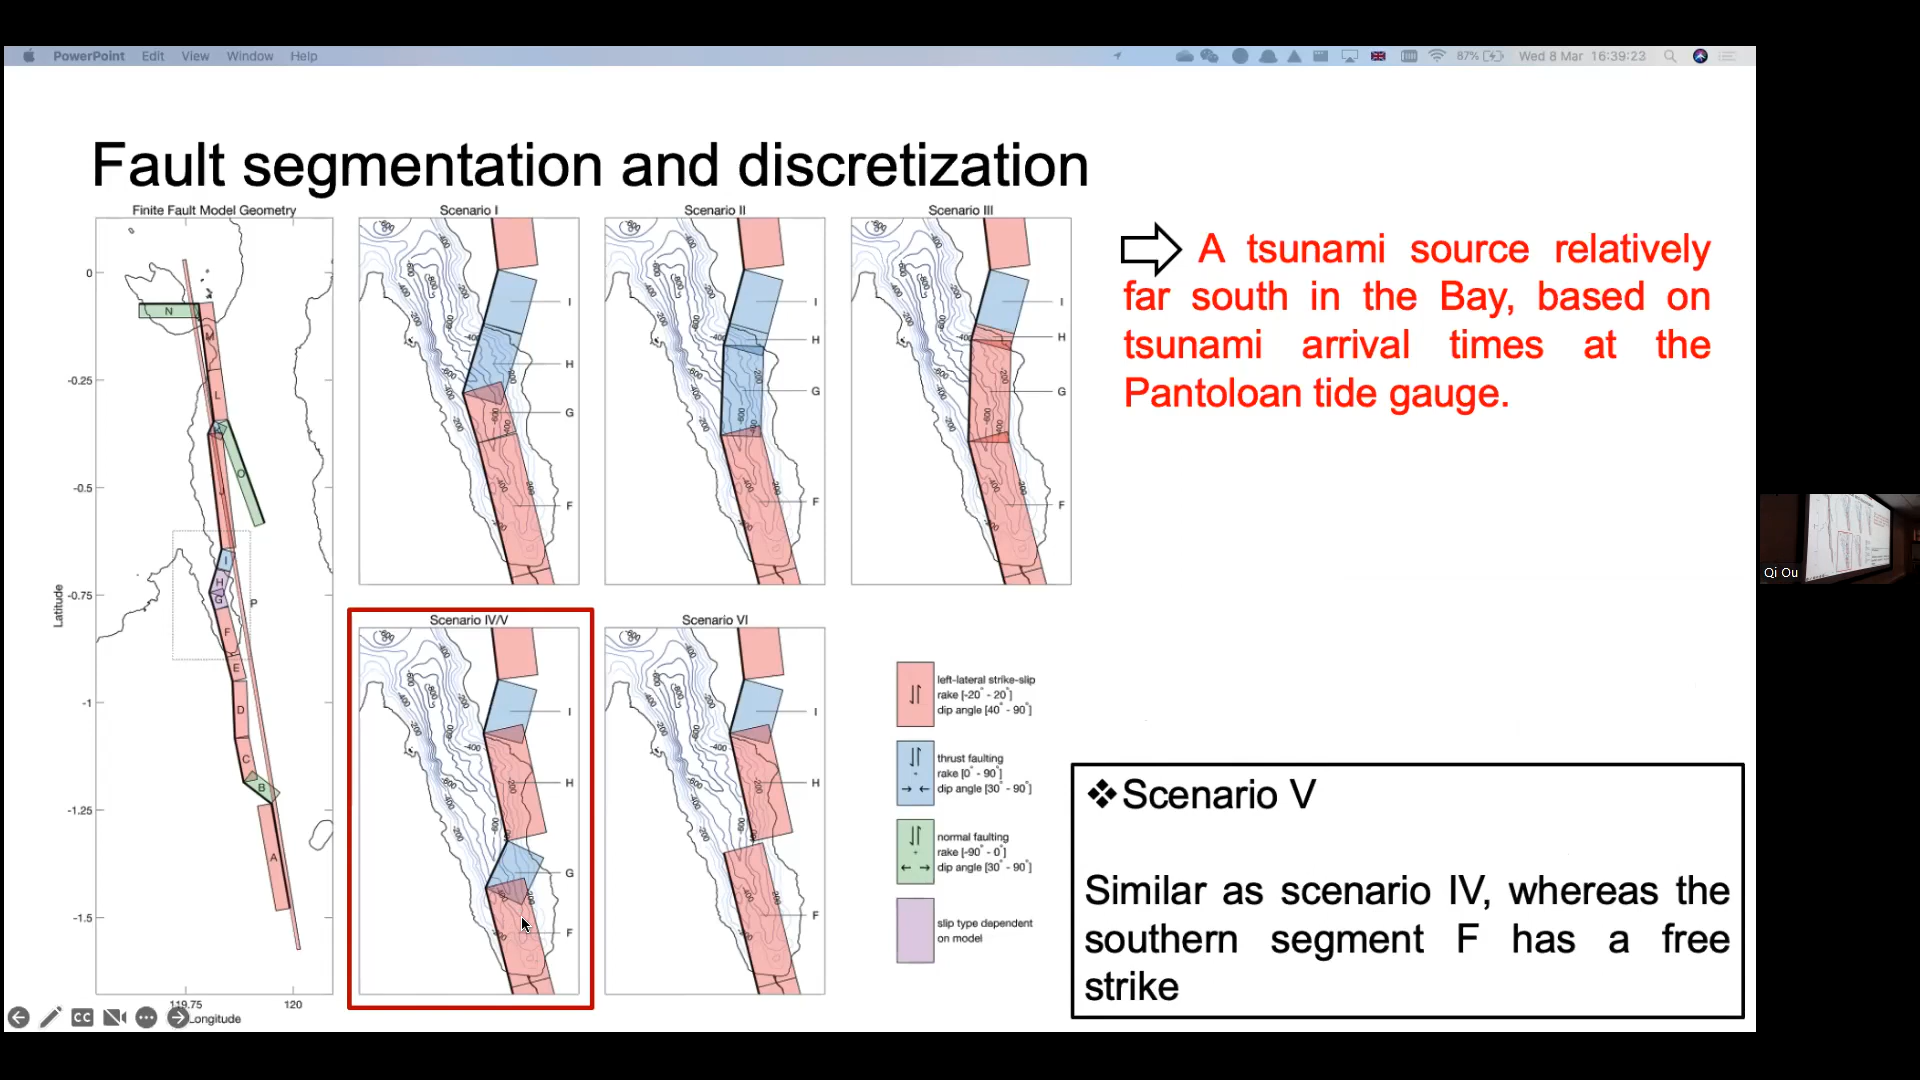 PowerPoint Edit View Window Help 87% Wed 8 Mar 16:39:23
Fault segmentation and discretization
Finite Fault Model Geometry
Latitude
0
-0.25
-0.5
-0.75
-1
-1.25
-1.5
119.75 120
Longitude
N
M
L
O
J
I
H
G
P
F
E
D
C
B
A
Scenario I
I
H
G
F
Scenario II
I
H
G
F
Scenario III
I
H
G
F
Scenario IV/V
I
H
G
F
Scenario VI
I
H
F
left-lateral strike-slip
rake [-20° - 20°]
dip angle [40° - 90°]
thrust faulting
rake [0° - 90°]
dip angle [30° - 90°]
normal faulting
rake [-90° - 0°]
dip angle [30° - 90°]
slip type dependent
on model
A tsunami source relatively
far south in the Bay, based on
tsunami arrival times at the
Pantoloan tide gauge.
❖Scenario V
Similar as scenario IV, whereas the
southern segment F has a free
strike
CC
Qi Ou